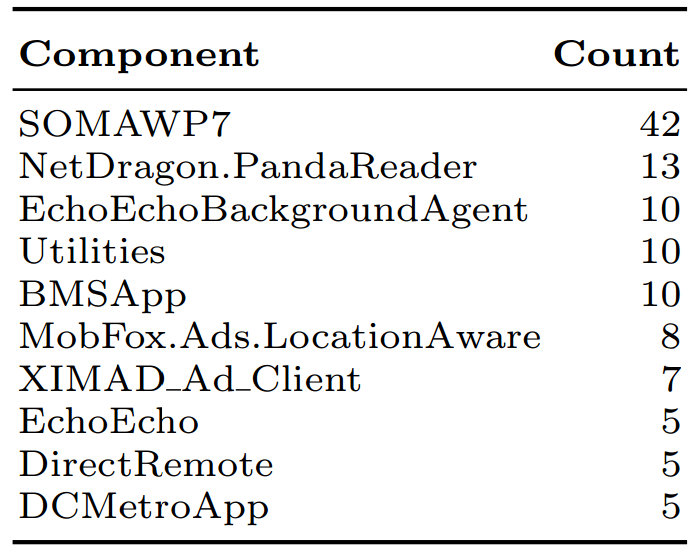 Component Count
SOMAWP7 42
NetDragon.PandaReader 13
EchoEchoBackgroundAgent 10
Utilities 10
BMSApp 10
MobFox.Ads.LocationAware 8
XIMAD_Ad_Client 7
EchoEcho 5
DirectRemote 5
DCMetroApp 5